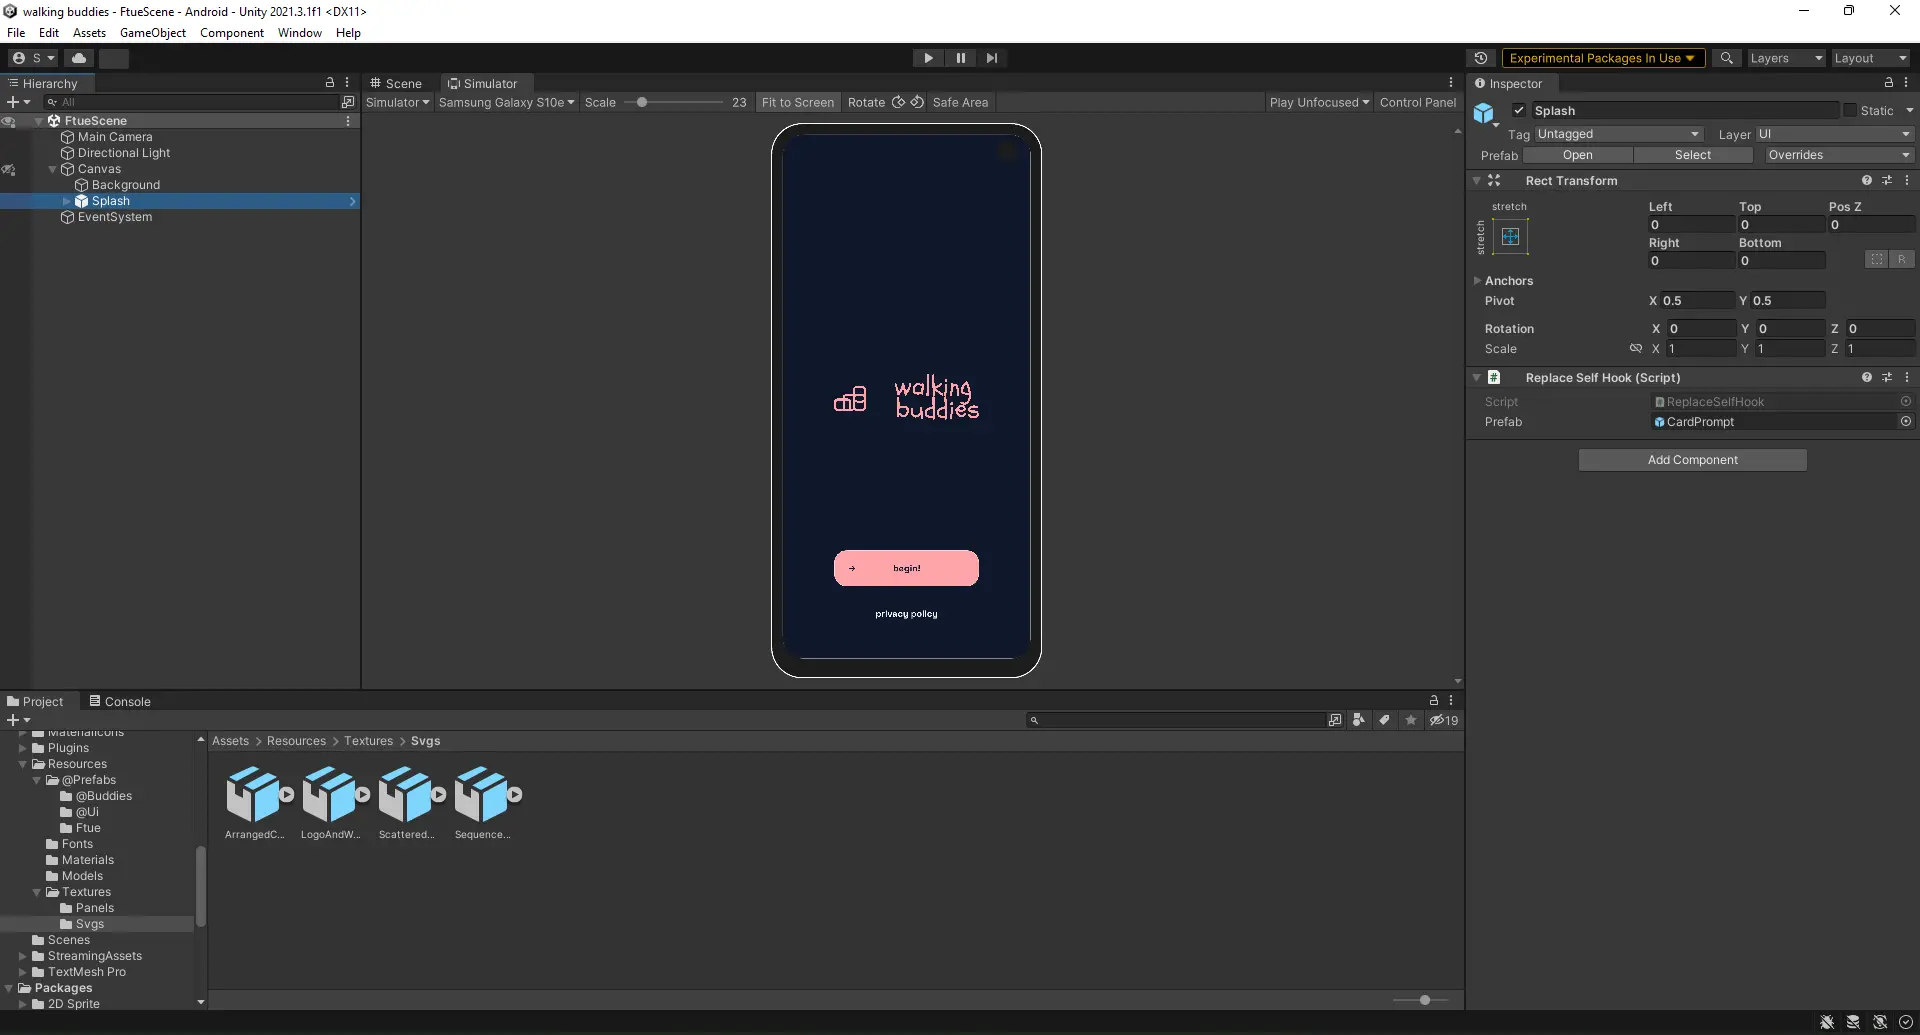 walking buddies - FtueScene - Android - Unity 2021.3.1f1 <DX11>
File Edit Assets GameObject Component Window Help
S Experimental Packages In Use Layers Layout
Hierarchy
All
FtueScene
Main Camera
Directional Light
Canvas
Background
Splash
EventSystem
Scene Simulator
Simulator Samsung Galaxy S10e Scale 23 Fit to Screen Rotate Safe Area Play Unfocused Control Panel
walking
buddies
begin!
privacy policy
Inspector
Splash Static
Tag Untagged Layer UI
Prefab Open Select Overrides
Rect Transform
stretch Left Top Pos Z
stretch 0 0 0
Right Bottom
0 0 R
Anchors
Pivot X 0.5 Y 0.5
Rotation X 0 Y 0 Z 0
Scale X 1 Y 1 Z 1
# Replace Self Hook (Script)
Script ReplaceSelfHook
Prefab CardPrompt
Add Component
Project Console
19
MaterialIcons
Plugins
Resources
@Prefabs
@Buddies
@Ui
Ftue
Fonts
Materials
Models
Textures
Panels
Svgs
Scenes
StreamingAssets
TextMesh Pro
Packages
2D Sprite
Assets > Resources > Textures > Svgs
ArrangedC... LogoAndW... Scattered... Sequence...